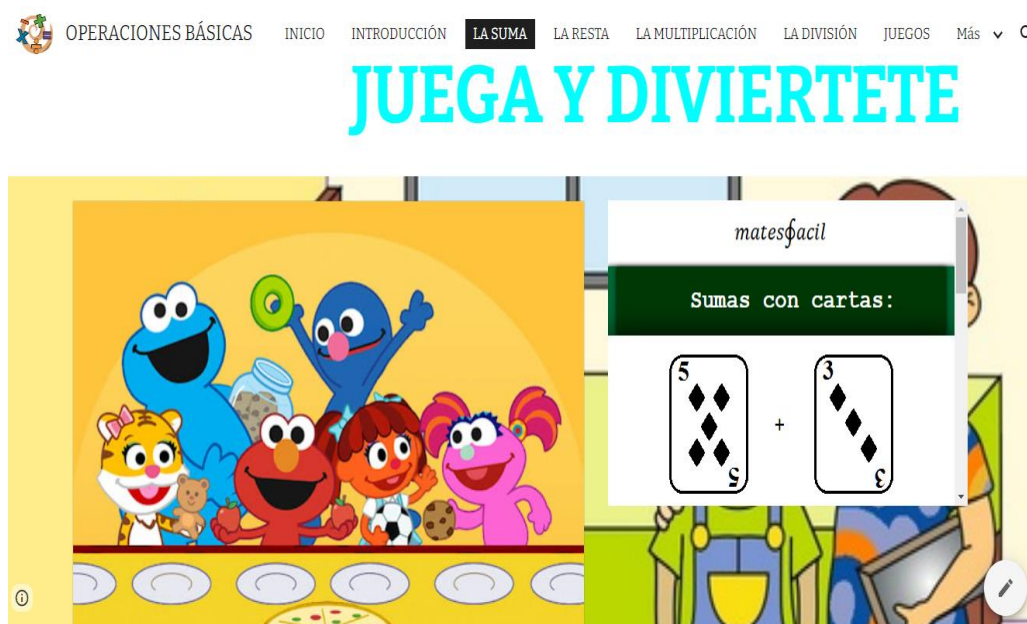 OPERACIONES BÁSICAS INICIO INTRODUCCIÓN LA SUMA LA RESTA LA MULTIPLICACIÓN LA DIVISIÓN JUEGOS Más
JUEGA Y DIVIERTETE
matesfacil
Sumas con cartas:
5 + 3
5 3